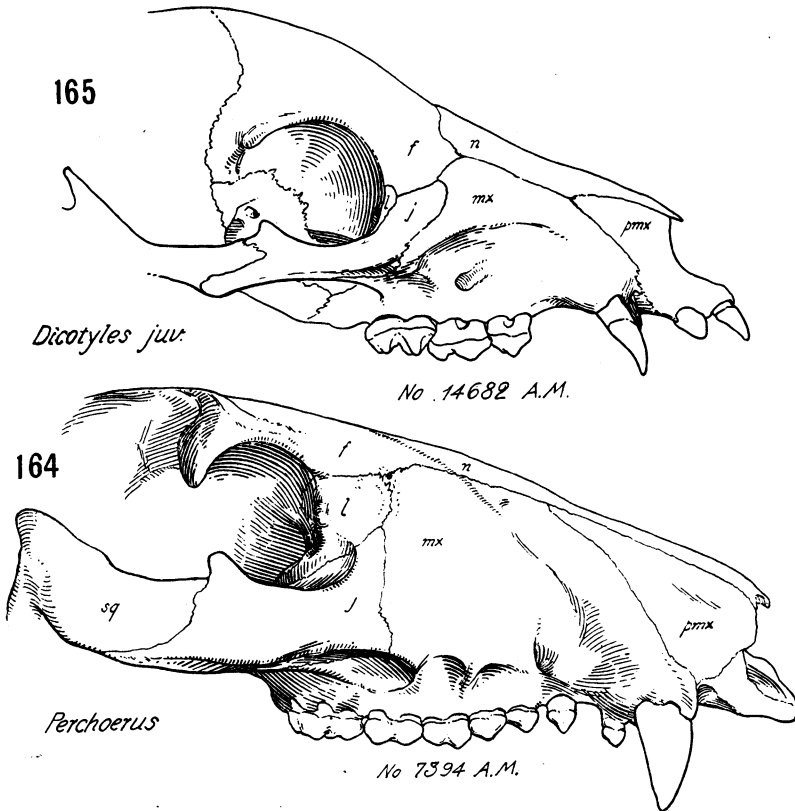 165
f
n
l
j
mx
pmx
Dicotyles juv.
No. 14682 A.M.
164
f
n
l
mx
sq
j
pmx
Perchoerus
No 7394 A.M.